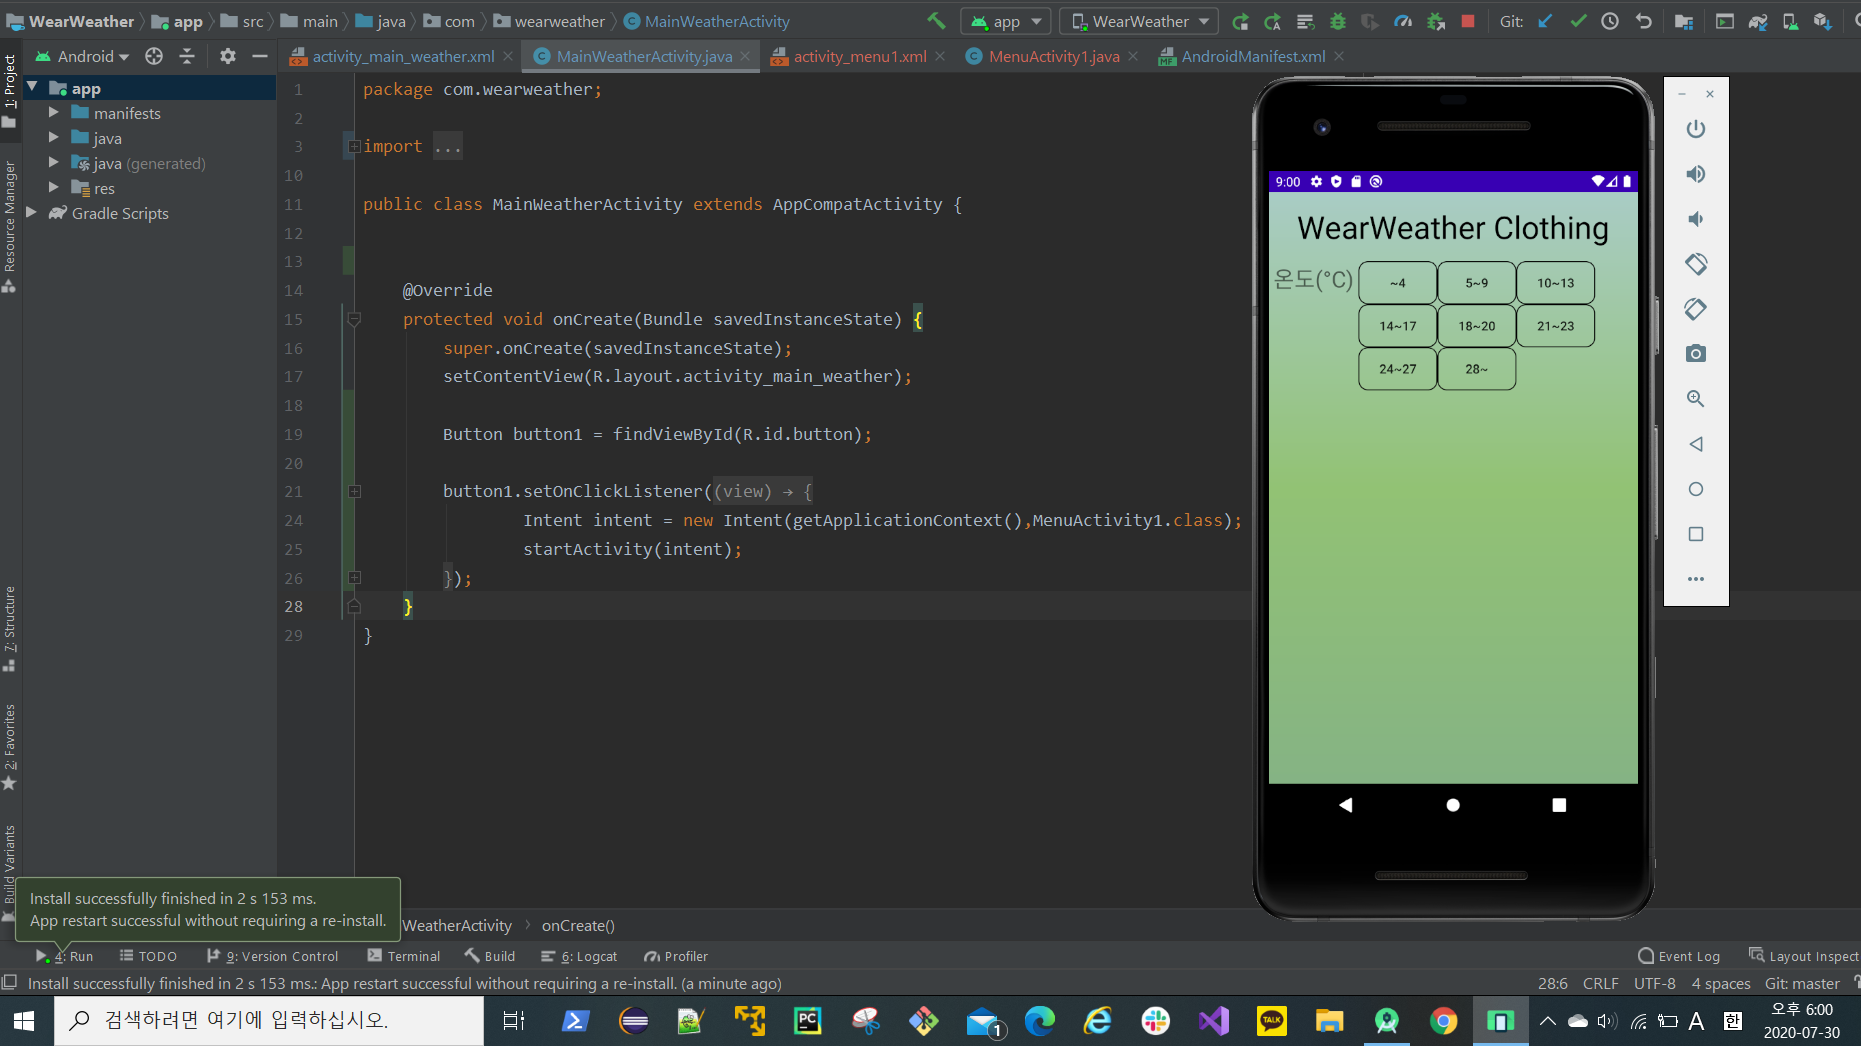 WearWeather app src main java com wearweather MainWeatherActivity
app WearWeather Git:
1: Project
Android
activity_main_weather.xml MainWeatherActivity.java activity_menu1.xml MenuActivity1.java AndroidManifest.xml
app
manifests
java
java (generated)
res
Gradle Scripts
Resource Manager
7: Structure
2: Favorites
Build Variants
1 package com.wearweather;
2
3 import ...
10
11 public class MainWeatherActivity extends AppCompatActivity {
12
13
14 @Override
15 protected void onCreate(Bundle savedInstanceState) {
16 super.onCreate(savedInstanceState);
17 setContentView(R.layout.activity_main_weather);
18
19 Button button1 = findViewById(R.id.button);
20
21 button1.setOnClickListener((view) → {
24 Intent intent = new Intent(getApplicationContext(),MenuActivity1.class);
25 startActivity(intent);
26 });
28 }
29 }
9:00
WearWeather Clothing
온도(°C) ~4 5~9 10~13
14~17 18~20 21~23
24~27 28~
Install successfully finished in 2 s 153 ms.
App restart successful without requiring a re-install.
WeatherActivity onCreate()
4: Run TODO 9: Version Control Terminal Build 6: Logcat Profiler Event Log Layout Inspect
Install successfully finished in 2 s 153 ms.: App restart successful without requiring a re-install. (a minute ago) 28:6 CRLF UTF-8 4 spaces Git: master
검색하려면 여기에 입력하십시오. PC 1 TALK A 한 오후 6:00
2020-07-30